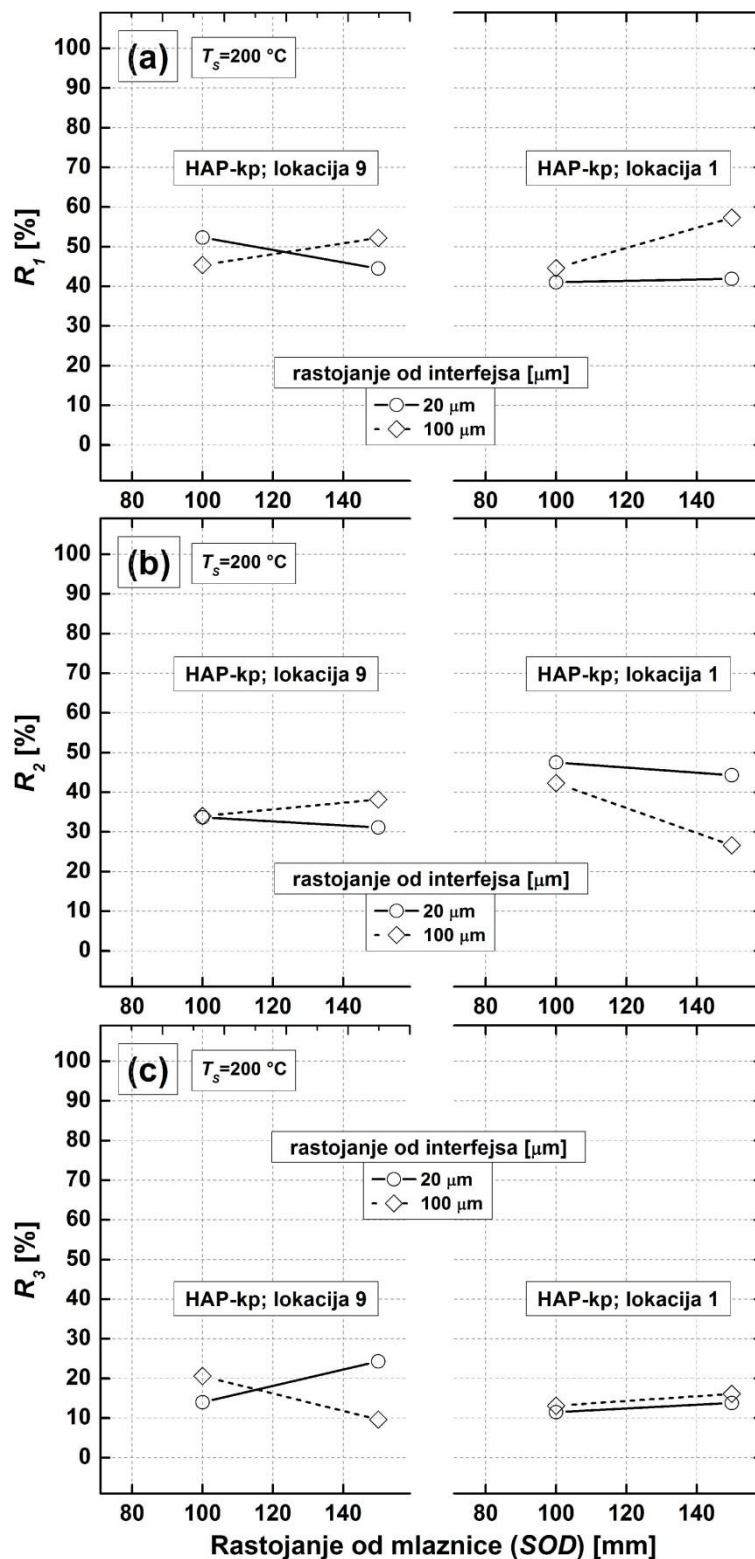 (a) T_s=200 °C
100
90
80
70
60
50
40
30
20
10
0
R_1 [%]
HAP-kp; lokacija 9 HAP-kp; lokacija 1
rastojanje od interfejsa [μm]
20 μm
100 μm
80 100 120 140 80 100 120 140
(b) T_s=200 °C
100
90
80
70
60
50
40
30
20
10
0
R_2 [%]
HAP-kp; lokacija 9 HAP-kp; lokacija 1
rastojanje od interfejsa [μm]
20 μm
100 μm
80 100 120 140 80 100 120 140
(c) T_s=200 °C
100
90
80
70
60
50
40
30
20
10
0
R_3 [%]
rastojanje od interfejsa [μm]
20 μm
100 μm
HAP-kp; lokacija 9 HAP-kp; lokacija 1
80 100 120 140 80 100 120 140
Rastojanje od mlaznice (SOD) [mm]